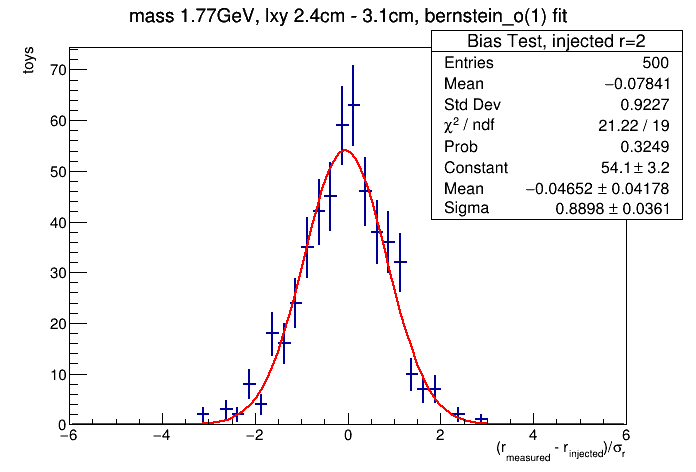 mass 1.77GeV, lxy 2.4cm - 3.1cm, bernstein_o(1) fit
Bias Test, injected r=2
Entries 500
Mean −0.07841
Std Dev 0.9227
χ² / ndf 21.22 / 19
Prob 0.3249
Constant 54.1 ± 3.2
Mean −0.04652 ± 0.04178
Sigma 0.8898 ± 0.0361
toys
70
60
50
40
30
20
10
0
−6 −4 −2 0 2 4 6
(r_measured - r_injected)/σ_r